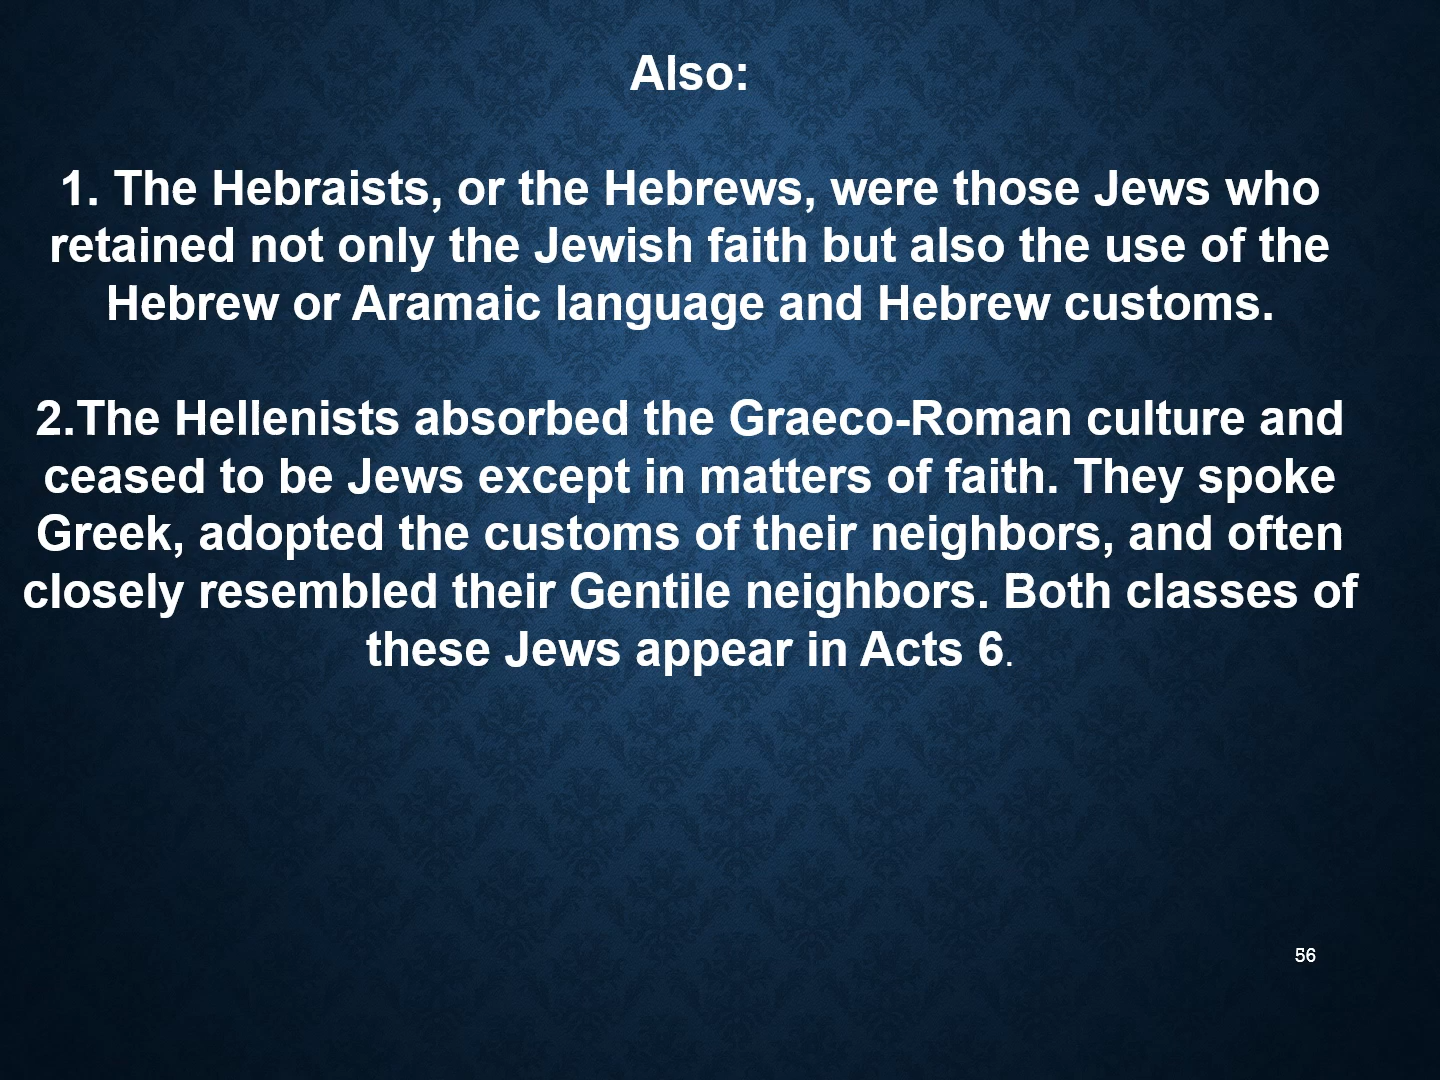 Also:
1. The Hebraists, or the Hebrews, were those Jews who
retained not only the Jewish faith but also the use of the
Hebrew or Aramaic language and Hebrew customs.
2.The Hellenists absorbed the Graeco-Roman culture and
ceased to be Jews except in matters of faith. They spoke
Greek, adopted the customs of their neighbors, and often
closely resembled their Gentile neighbors. Both classes of
these Jews appear in Acts 6.
56